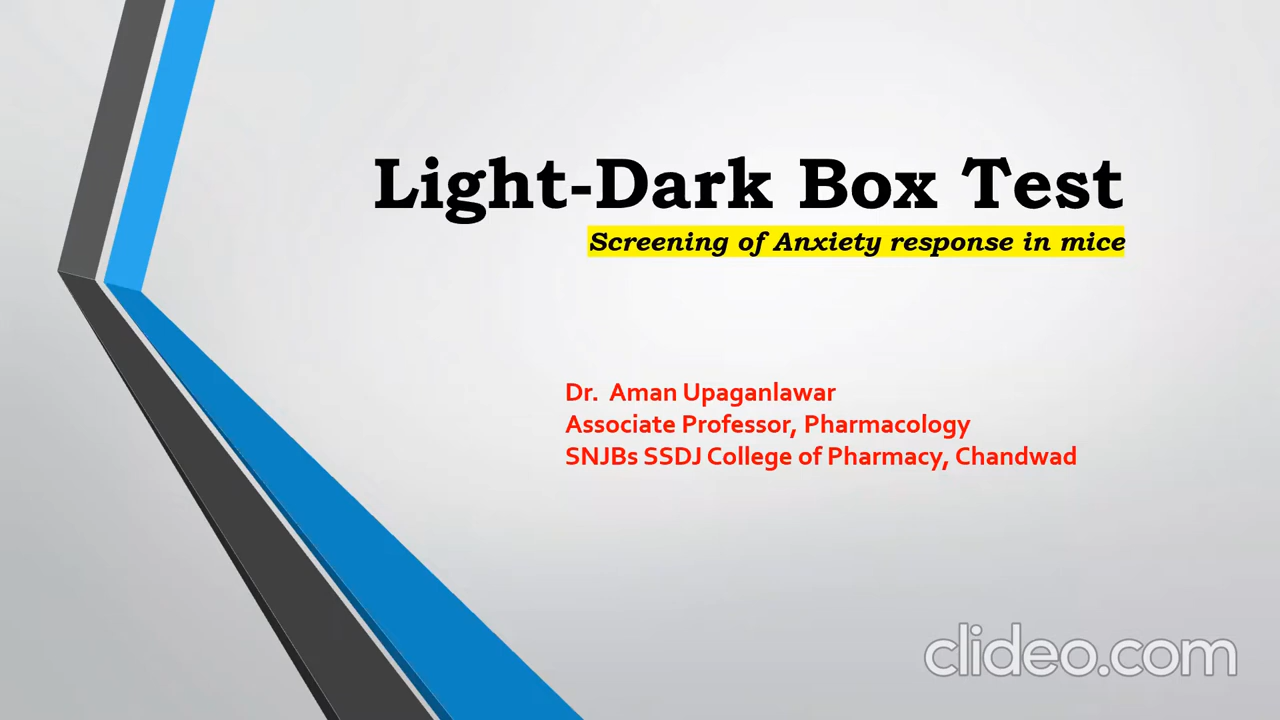 Light-Dark Box Test
Screening of Anxiety response in mice
Dr. Aman Upaganlawar
Associate Professor, Pharmacology
SNJBs SSDJ College of Pharmacy, Chandwad
clideo.com